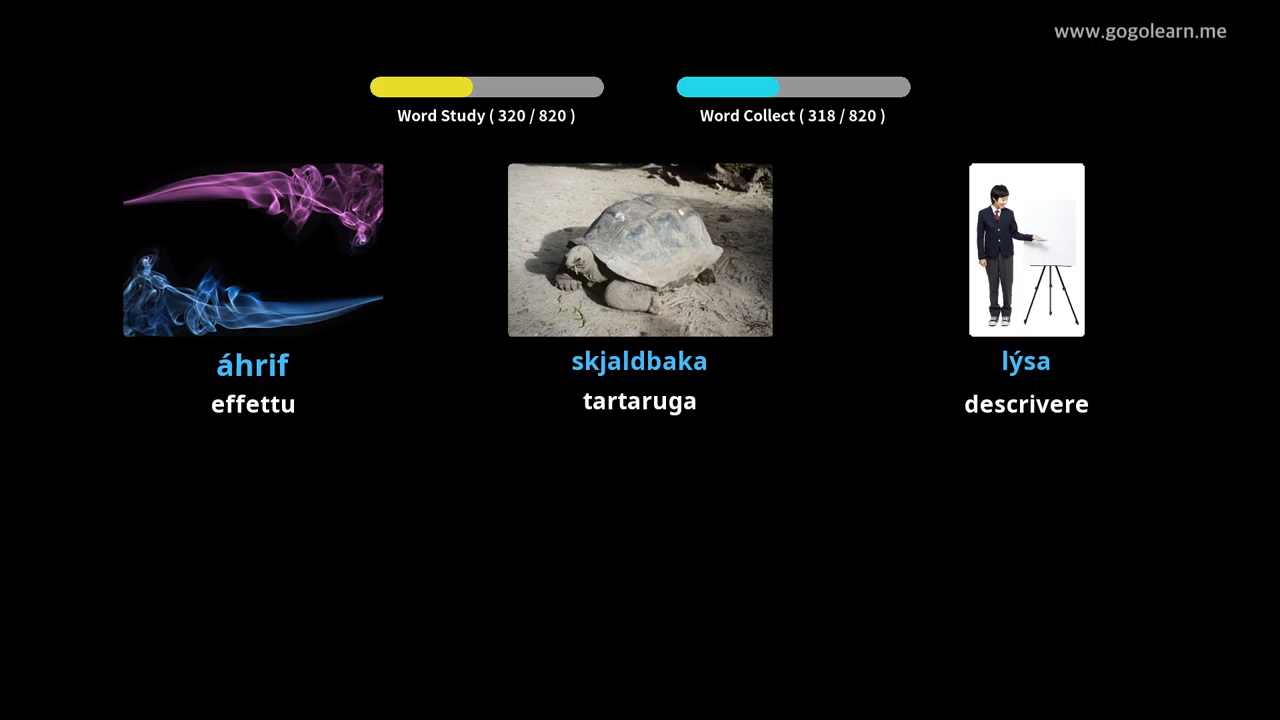 www.gogolearn.me
Word Study ( 320 / 820 )
Word Collect ( 318 / 820 )
áhrif
effettu
skjaldbaka
tartaruga
lýsa
descrivere